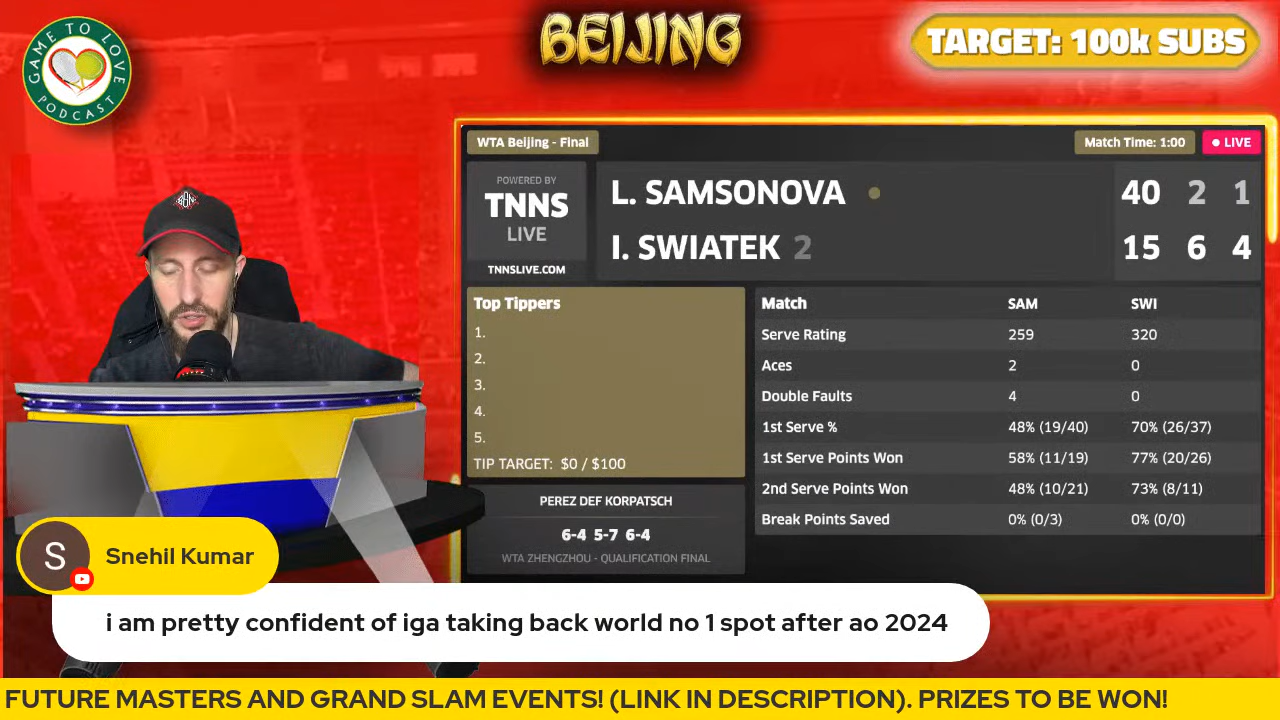 GAME TO LOVE
PODCAST
BEIJING
TARGET: 100k SUBS
WTA Beijing - Final
Match Time: 1:00
LIVE
POWERED BY
TNNS
LIVE
TNNSLIVE.COM
L. SAMSONOVA 40 2 1
I. SWIATEK 2 15 6 4
Top Tippers
1.
2.
3.
4.
5.
TIP TARGET: $0 / $100
PEREZ DEF KORPATSCH
6-4 5-7 6-4
WTA ZHENGZHOU - QUALIFICATION FINAL
Match SAM SWI
Serve Rating 259 320
Aces 2 0
Double Faults 4 0
1st Serve % 48% (19/40) 70% (26/37)
1st Serve Points Won 58% (11/19) 77% (20/26)
2nd Serve Points Won 48% (10/21) 73% (8/11)
Break Points Saved 0% (0/3) 0% (0/0)
S
Snehil Kumar
i am pretty confident of iga taking back world no 1 spot after ao 2024
FUTURE MASTERS AND GRAND SLAM EVENTS! (LINK IN DESCRIPTION). PRIZES TO BE WON!